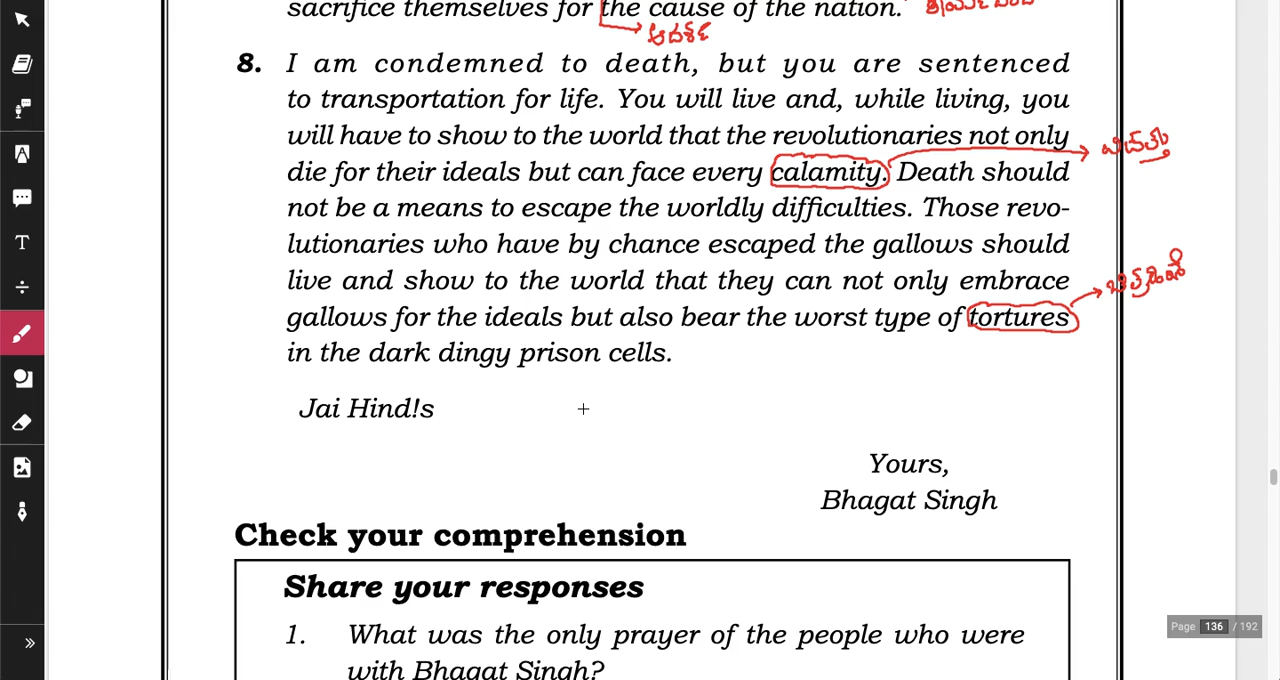 sacrifice themselves for the cause of the nation.
ಆದರ್ಶ
8. I am condemned to death, but you are sentenced
to transportation for life. You will live and, while living, you
will have to show to the world that the revolutionaries not only
die for their ideals but can face every calamity. Death should
ವಿಪತ್ತು
not be a means to escape the worldly difficulties. Those revo-
lutionaries who have by chance escaped the gallows should
live and show to the world that they can not only embrace
ಚಿತ್ರಹಿಂಸೆ
gallows for the ideals but also bear the worst type of tortures
in the dark dingy prison cells.
Jai Hind!s
Yours,
Bhagat Singh
Check your comprehension
Share your responses
1. What was the only prayer of the people who were
with Bhagat Singh?
Page 136 / 192